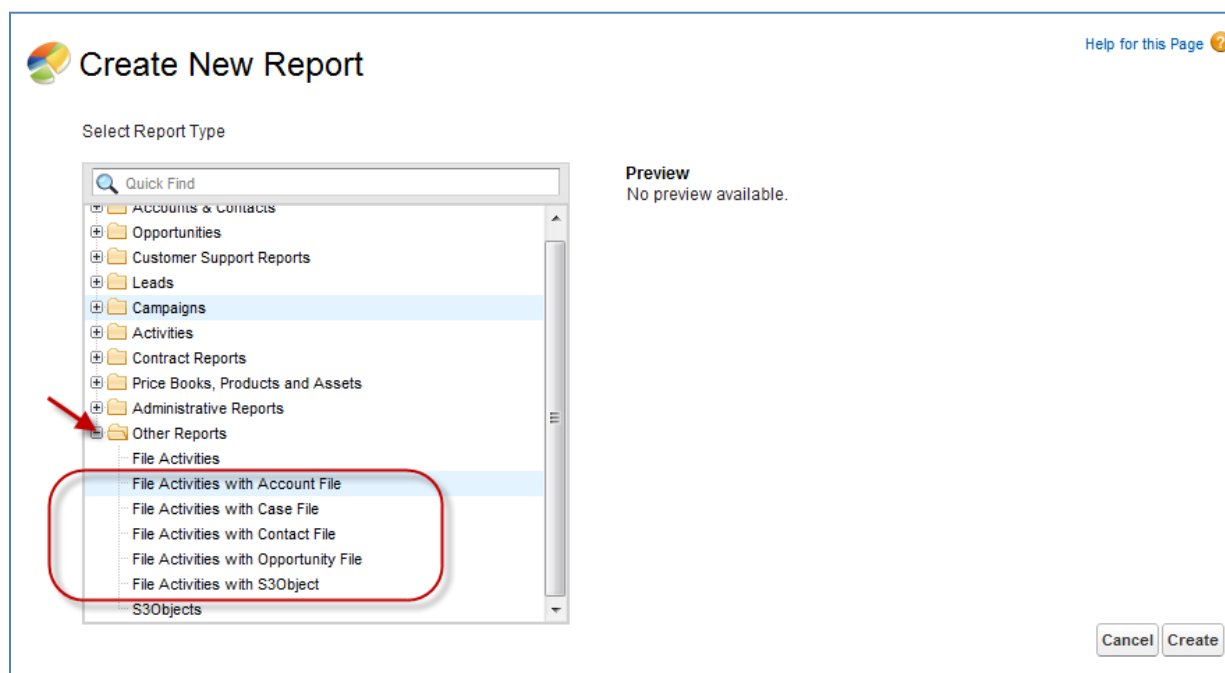 Help for this Page
Create New Report
Select Report Type
Quick Find
Preview
No preview available.
Accounts & Contacts
Opportunities
Customer Support Reports
Leads
Campaigns
Activities
Contract Reports
Price Books, Products and Assets
Administrative Reports
Other Reports
File Activities
File Activities with Account File
File Activities with Case File
File Activities with Contact File
File Activities with Opportunity File
File Activities with S3Object
S3Objects
Cancel Create